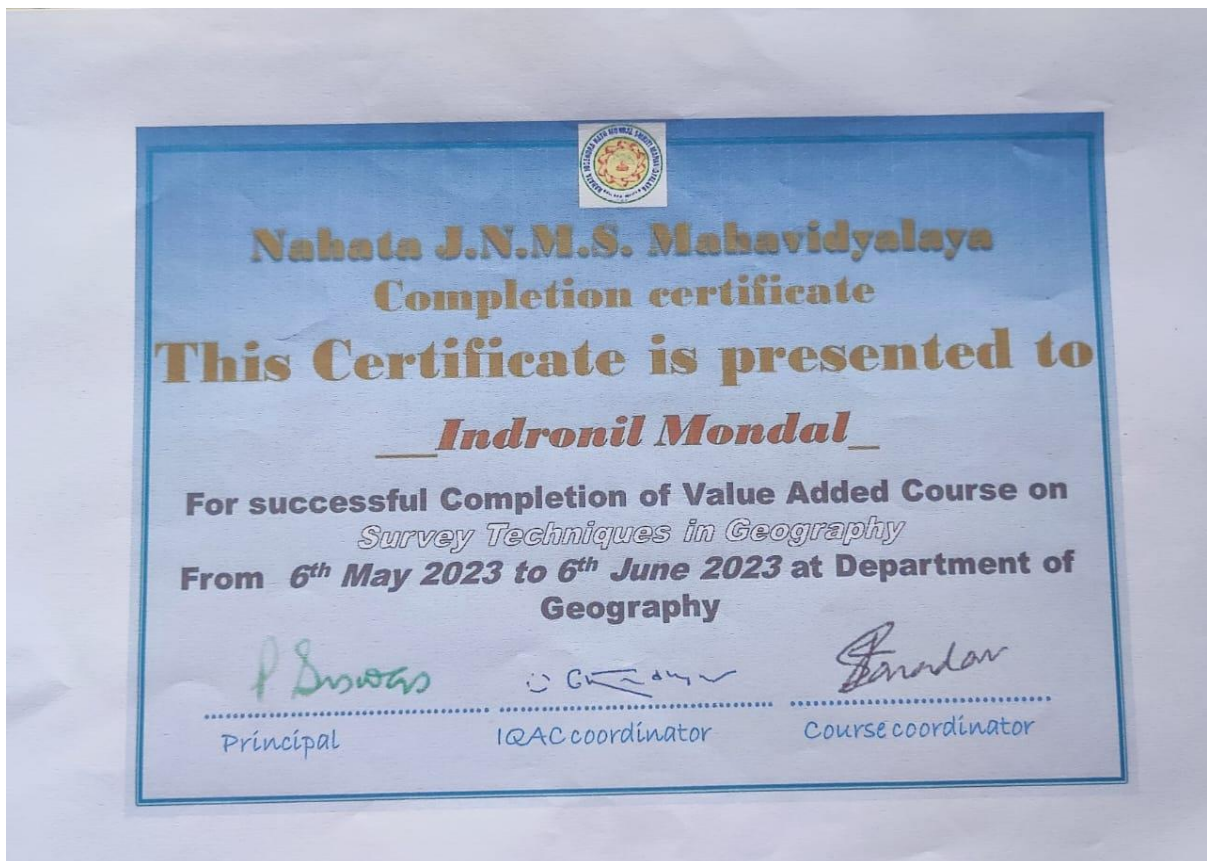 Nahata J.N.M.S. Mahavidyalaya
Completion certificate
This Certificate is presented to
__Indronil Mondal_
For successful Completion of Value Added Course on
Survey Techniques in Geography
From 6th May 2023 to 6th June 2023 at Department of
Geography
P Biswas
Principal IQAC coordinator Course coordinator